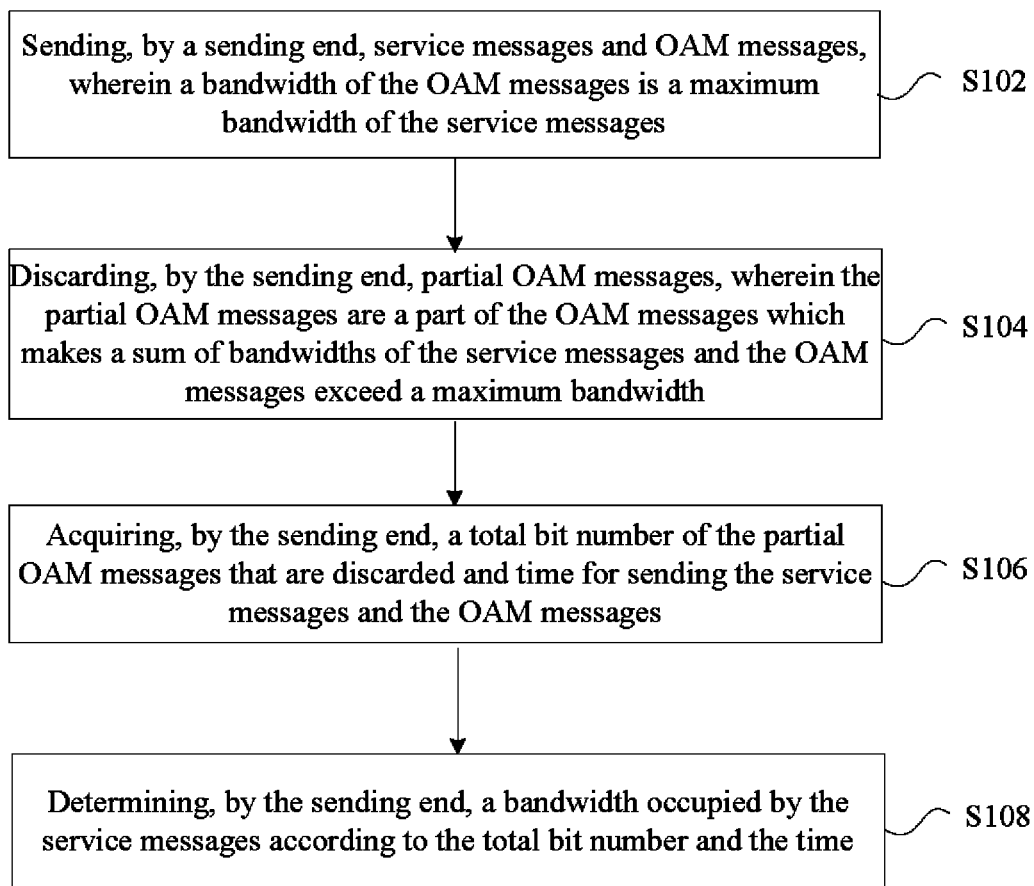 Sending, by a sending end, service messages and OAM messages,
wherein a bandwidth of the OAM messages is a maximum
bandwidth of the service messages
S102
Discarding, by the sending end, partial OAM messages, wherein the
partial OAM messages are a part of the OAM messages which
makes a sum of bandwidths of the service messages and the OAM
messages exceed a maximum bandwidth
S104
Acquiring, by the sending end, a total bit number of the partial
OAM messages that are discarded and time for sending the service
messages and the OAM messages
S106
Determining, by the sending end, a bandwidth occupied by the
service messages according to the total bit number and the time
S108